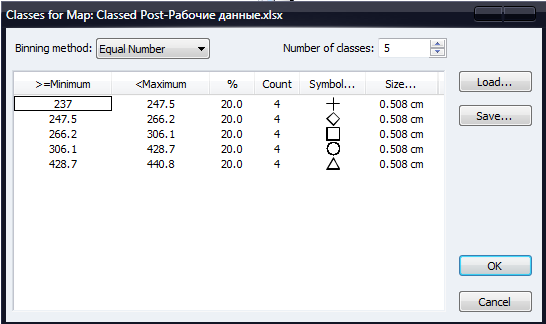 Classes for Map: Classed Post-Рабочие данные.xlsx
Binning method: Equal Number Number of classes: 5
>=Minimum <Maximum % Count Symbol... Size... Load...
237 247.5 20.0 4 0.508 cm
247.5 266.2 20.0 4 0.508 cm Save...
266.2 306.1 20.0 4 0.508 cm
306.1 428.7 20.0 4 0.508 cm
428.7 440.8 20.0 4 0.508 cm
OK
Cancel